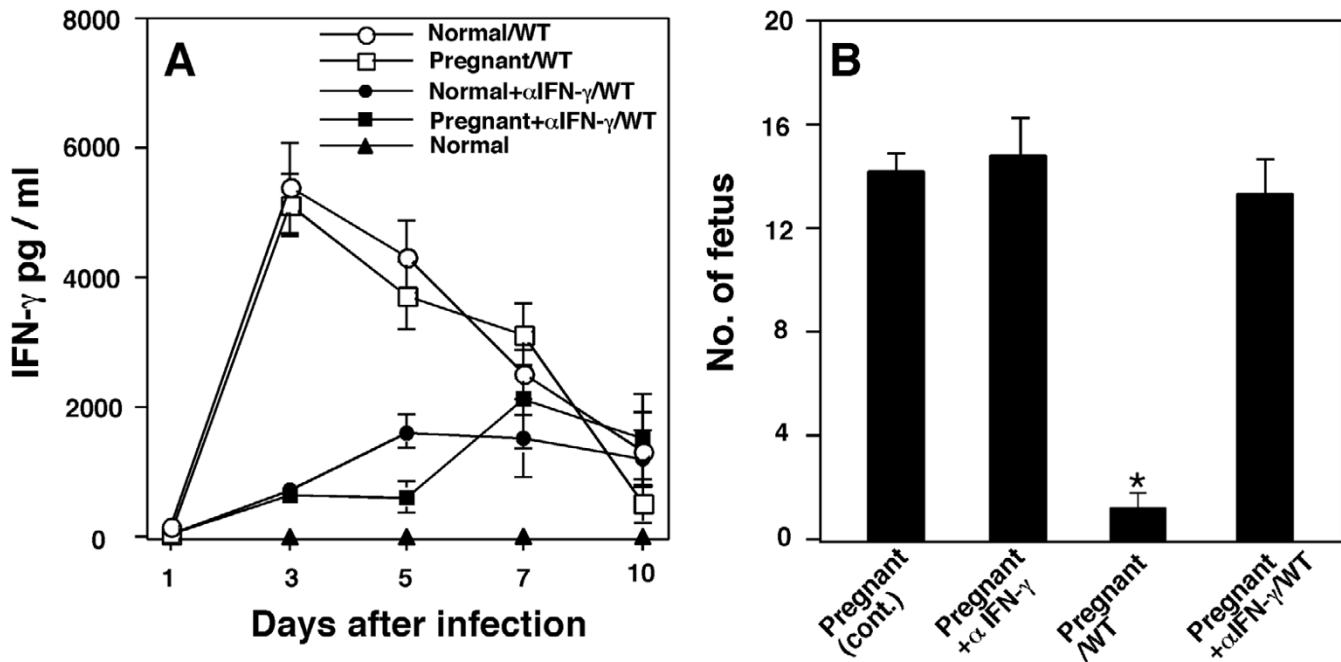 A
8000
6000
4000
2000
0
IFN-γ pg / ml
Normal/WT
Pregnant/WT
Normal+αIFN-γ/WT
Pregnant+αIFN-γ/WT
Normal
1 3 5 7 10
Days after infection
B
20
16
12
8
4
0
No. of fetus
*
Pregnant
(cont.)
Pregnant
+α IFN-γ
Pregnant
/WT
Pregnant
+αIFN-γ/WT